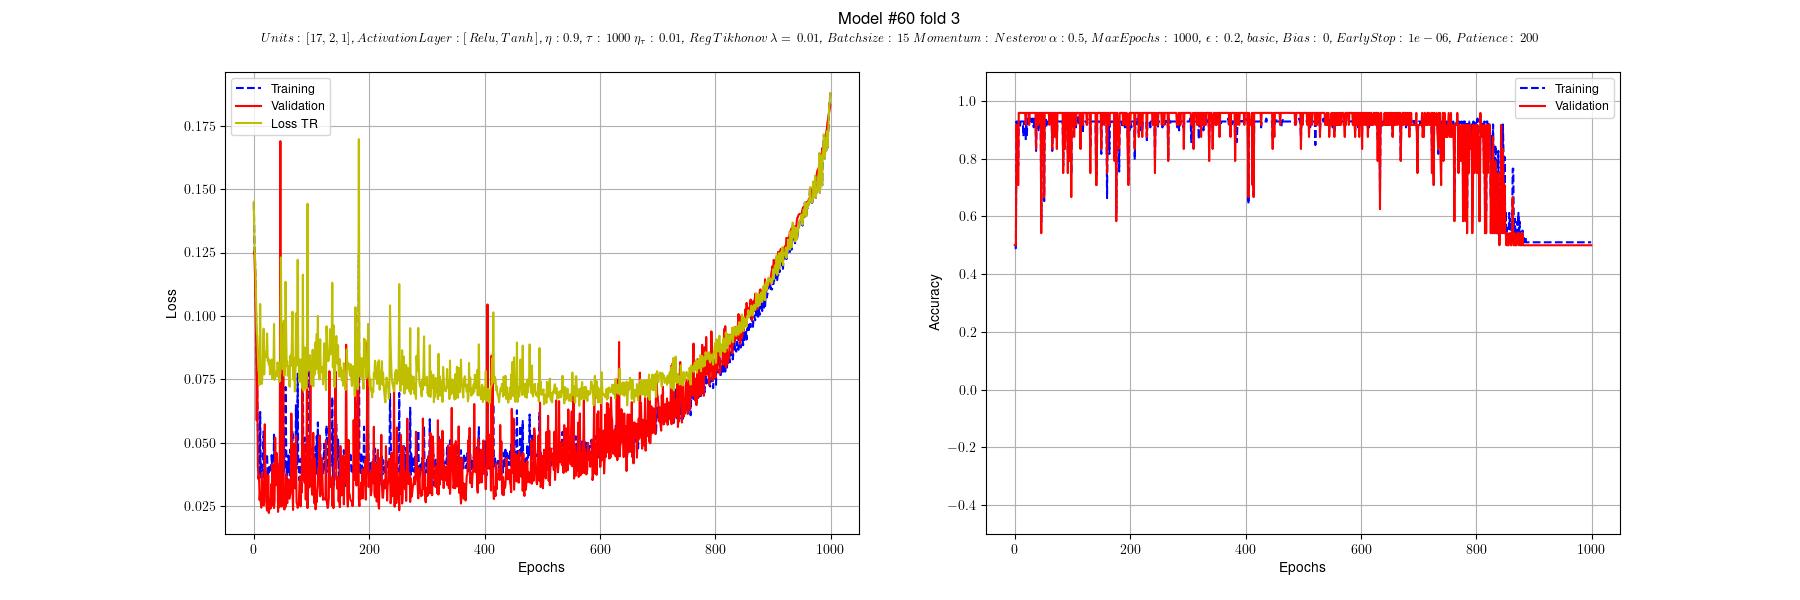 Model #60 fold 3
Units : [17, 2, 1], ActivationLayer : [ Relu, Tanh ], η : 0.9, τ : 1000 ητ : 0.01, RegTikhonov λ = 0.01, Batchsize : 15 Momentum : Nesterov α : 0.5, MaxEpochs : 1000, ϵ : 0.2, basic, Bias : 0, EarlyStop : 1e − 06, Patience : 200
Training
Validation
Loss TR
0.175
0.150
0.125
0.100
0.075
0.050
0.025
Loss
0 200 400 600 800 1000
Epochs
Training
Validation
1.0
0.8
0.6
0.4
0.2
0.0
−0.2
−0.4
Accuracy
0 200 400 600 800 1000
Epochs